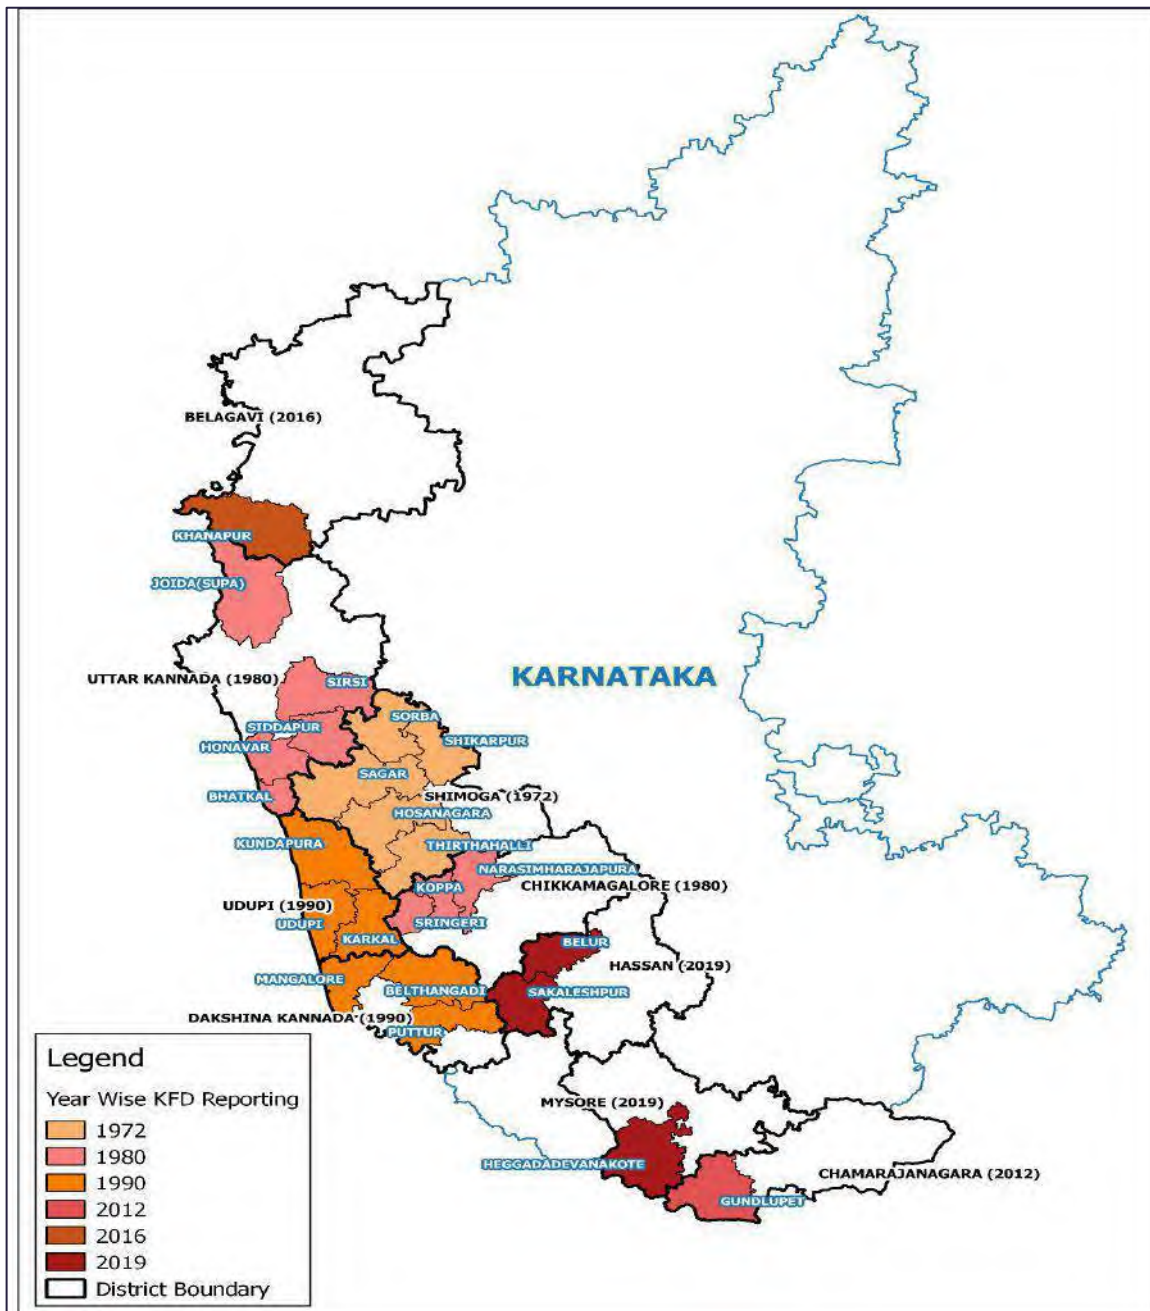 BELAGAVI (2016)
KHANAPUR
JOIDA(SUPA)
KARNATAKA
UTTAR KANNADA (1980)
SIRSI
SORBA
SIDDAPUR
SHIKARPUR
HONAVAR
SAGAR
BHATKAL
SHIMOGA (1972)
HOSANAGARA
KUNDAPURA
THIRTHAHALLI
NARASIMHARAJAPURA
KOPPA
CHIKKAMAGALORE (1980)
UDUPI (1990)
UDUPI
SRINGERI
KARKAL
BELUR
HASSAN (2019)
MANGALORE
BELTHANGADI
SAKALESHPUR
DAKSHINA KANNADA (1990)
PUTTUR
MYSORE (2019)
HEGGADADEVANAKOTE
CHAMARAJANAGARA (2012)
GUNDLUPET
Legend
Year Wise KFD Reporting
1972
1980
1990
2012
2016
2019
District Boundary